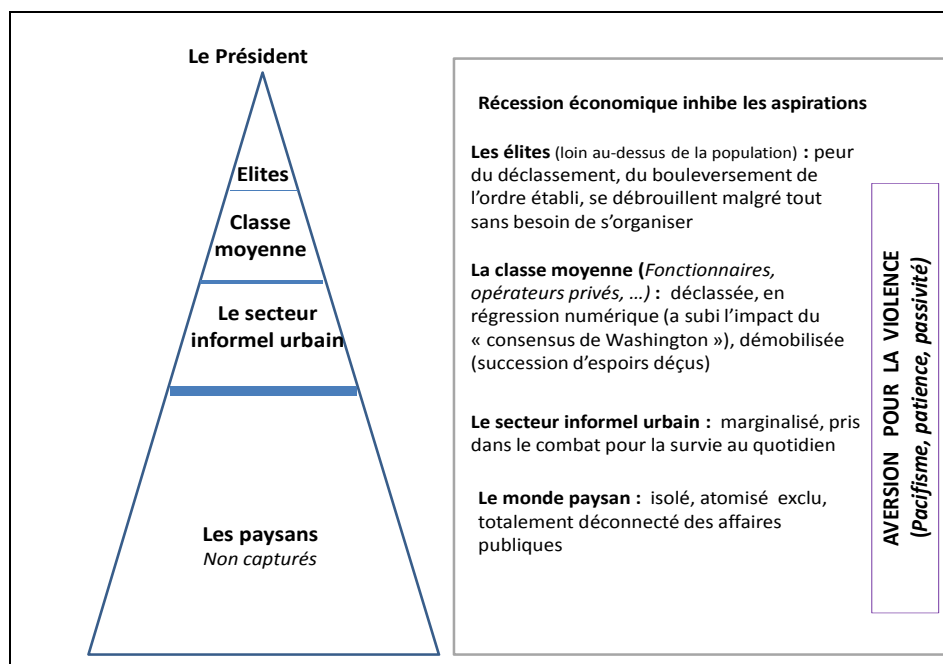 Le Président
Elites
Classe
moyenne
Le secteur
informel urbain
Les paysans
Non capturés
Récession économique inhibe les aspirations
Les élites (loin au-dessus de la population) : peur
du déclassement, du bouleversement de
l’ordre établi, se débrouillent malgré tout
sans besoin de s’organiser
La classe moyenne (Fonctionnaires,
opérateurs privés, …) : déclassée, en
régression numérique (a subi l’impact du
« consensus de Washington »), démobilisée
(succession d’espoirs déçus)
Le secteur informel urbain : marginalisé, pris
dans le combat pour la survie au quotidien
Le monde paysan : isolé, atomisé exclu,
totalement déconnecté des affaires
publiques
AVERSION POUR LA VIOLENCE
(Pacifisme, patience, passivité)